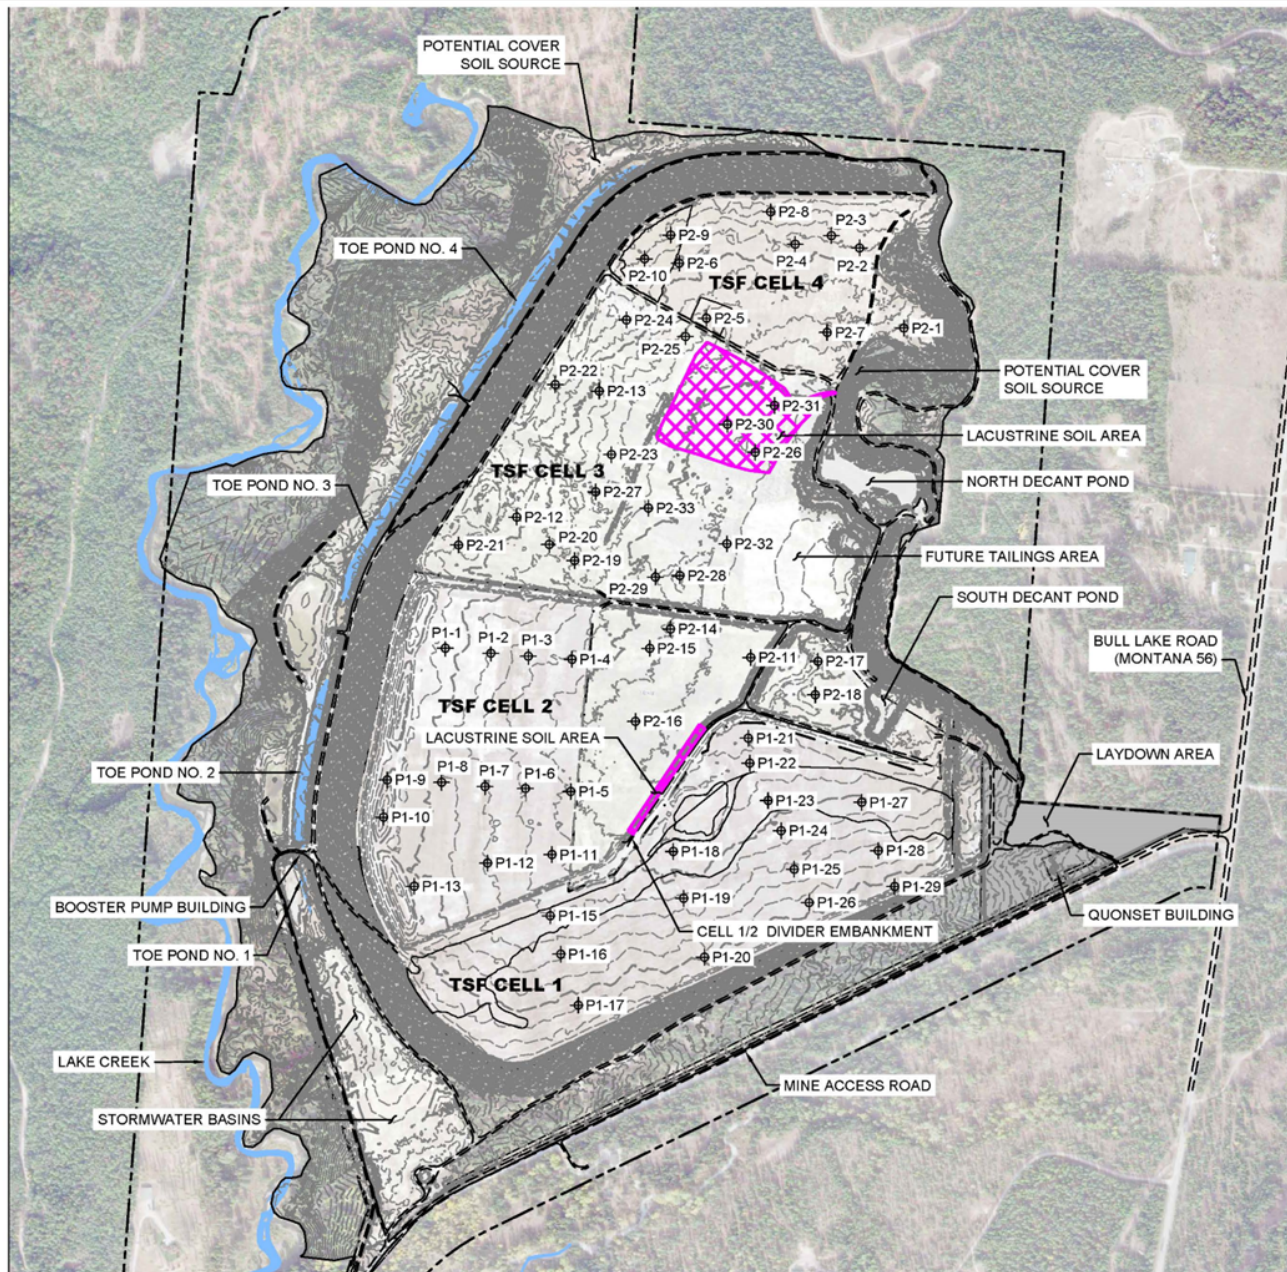 POTENTIAL COVER
SOIL SOURCE
P2-8
P2-3
P2-9
TOE POND NO. 4
P2-4
P2-2
P2-10
P2-6
TSF CELL 4
P2-5
P2-24
P2-7
P2-1
P2-25
POTENTIAL COVER
SOIL SOURCE
P2-22
P2-13
P2-31
P2-30
LACUSTRINE SOIL AREA
P2-23
P2-26
TSF CELL 3
TOE POND NO. 3
NORTH DECANT POND
P2-27
P2-33
P2-12
P2-21
P2-20
P2-32
P2-19
FUTURE TAILINGS AREA
P2-29
P2-28
SOUTH DECANT POND
P2-14
P1-1
P1-2
P1-3
P1-4
P2-15
P2-11
P2-17
BULL LAKE ROAD
(MONTANA 56)
P2-18
TSF CELL 2
P2-16
LACUSTRINE SOIL AREA
P1-21
LAYDOWN AREA
TOE POND NO. 2
P1-22
P1-9
P1-8
P1-7
P1-6
P1-5
P1-23
P1-27
P1-10
P1-24
P1-12
P1-11
P1-18
P1-28
P1-25
P1-13
P1-29
BOOSTER PUMP BUILDING
P1-19
P1-26
P1-15
QUONSET BUILDING
CELL 1/2 DIVIDER EMBANKMENT
TOE POND NO. 1
P1-16
P1-20
TSF CELL 1
P1-17
LAKE CREEK
MINE ACCESS ROAD
STORMWATER BASINS